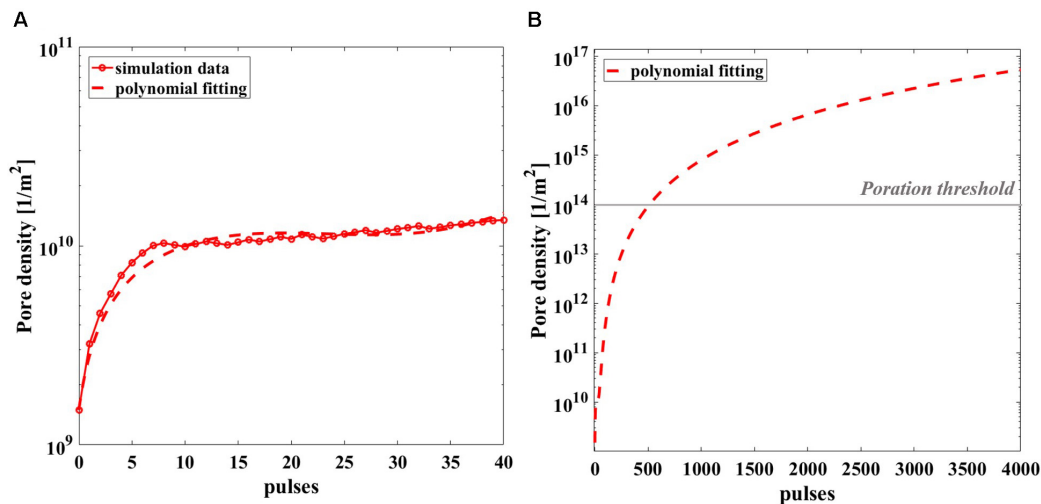 A
10^11
simulation data
polynomial fitting
Pore density [1/m^2]
10^10
10^9
0 5 10 15 20 25 30 35 40
pulses
B
10^17
polynomial fitting
10^16
10^15
Poration threshold
10^14
Pore density [1/m^2]
10^13
10^12
10^11
10^10
0 500 1000 1500 2000 2500 3000 3500 4000
pulses